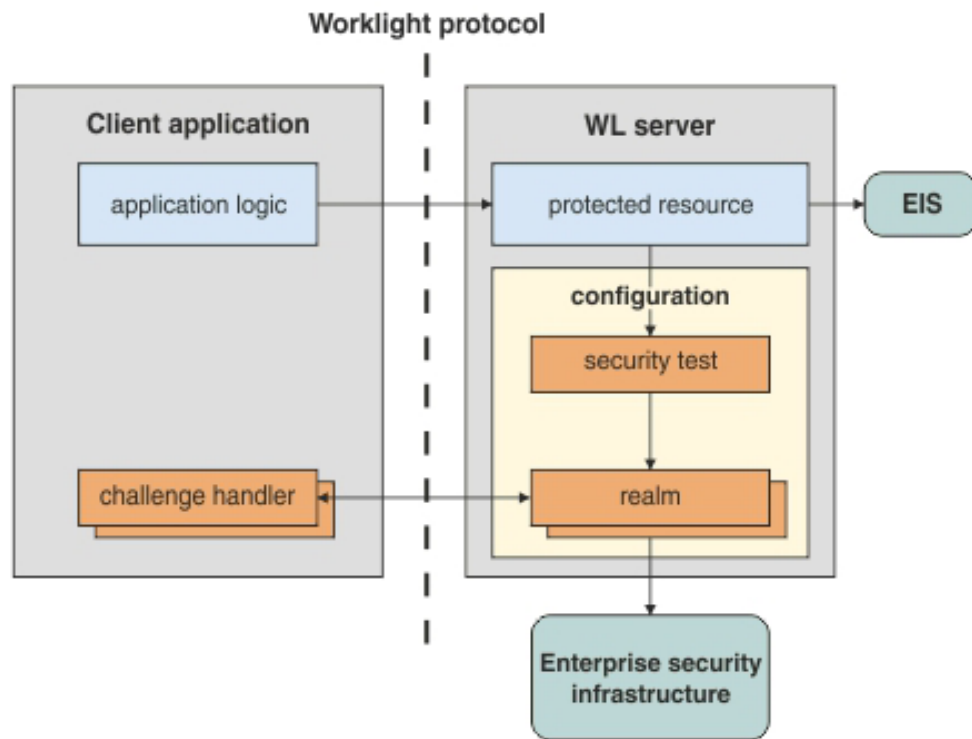 Worklight protocol
Client application
WL server
application logic
protected resource
EIS
configuration
security test
challenge handler
realm
Enterprise security
infrastructure